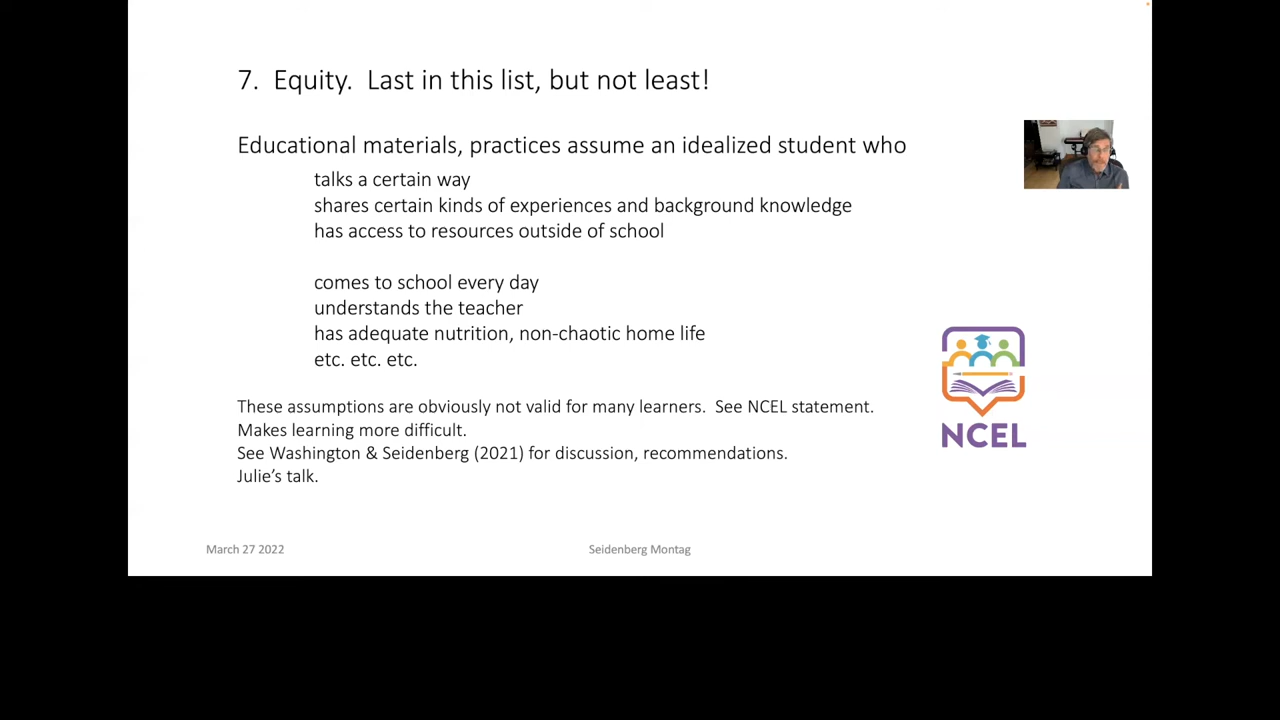 7.  Equity.  Last in this list, but not least!
Educational materials, practices assume an idealized student who
talks a certain way
shares certain kinds of experiences and background knowledge
has access to resources outside of school
comes to school every day
understands the teacher
has adequate nutrition, non-chaotic home life
etc. etc. etc.
These assumptions are obviously not valid for many learners.  See NCEL statement.
Makes learning more difficult.
See Washington & Seidenberg (2021) for discussion, recommendations.
Julie’s talk.
NCEL
March 27 2022
Seidenberg Montag